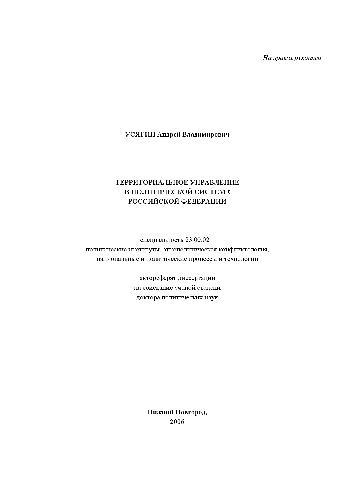 На правах рукописи
УСЯГИН Андрей Владимирович
ТЕРРИТОРИАЛЬНОЕ УПРАВЛЕНИЕ
В ПОЛИТИЧЕСКОЙ СИСТЕМЕ
РОССИЙСКОЙ ФЕДЕРАЦИИ
специальность 23.00.02
политические институты, этнополитическая конфликтология,
национальные и политические процессы и технологии
автореферат диссертации
на соискание ученой степени
доктора политических наук
Нижний Новгород,
2006